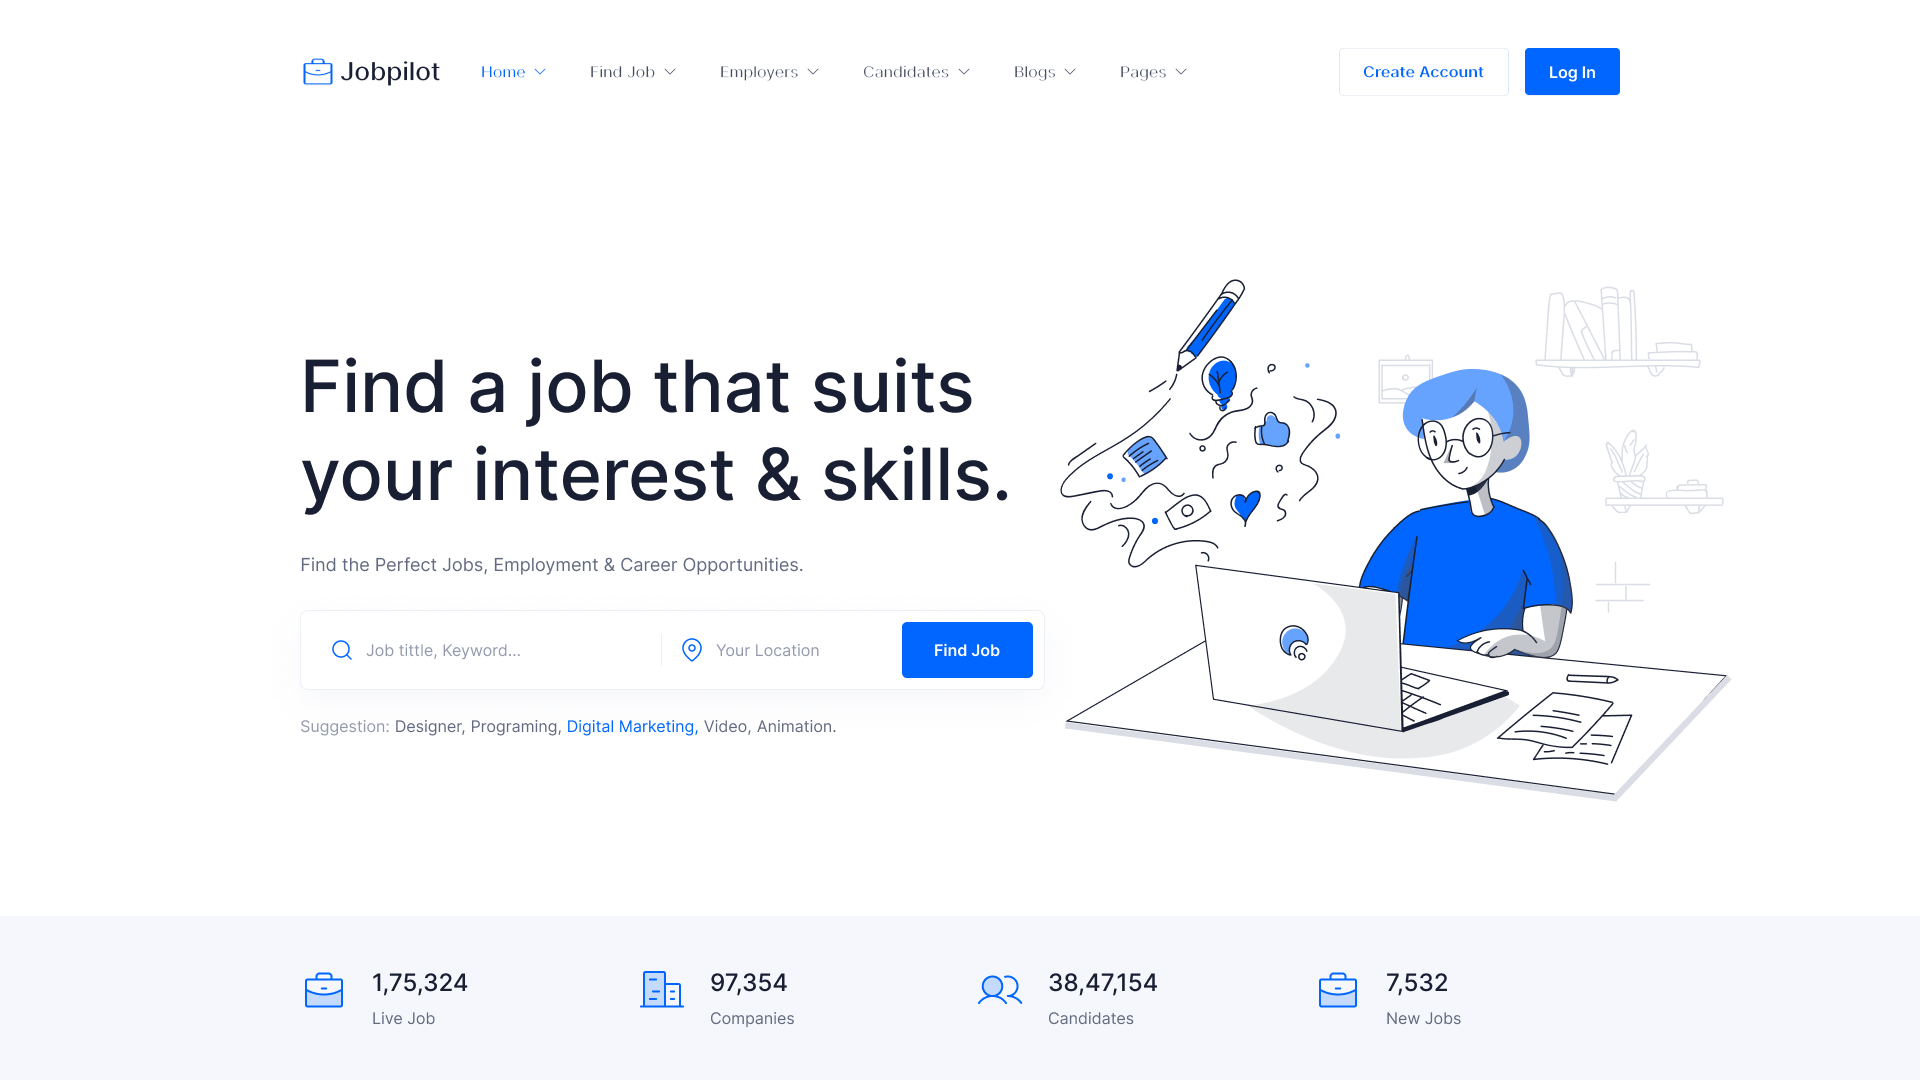 Jobpilot Home Find Job Employers Candidates Blogs Pages Create Account Log In
Find a job that suits
your interest & skills.
Find the Perfect Jobs, Employment & Career Opportunities.
Job tittle, Keyword... Your Location Find Job
Suggestion: Designer, Programing, Digital Marketing, Video, Animation.
1,75,324 97,354 38,47,154 7,532
Live Job Companies Candidates New Jobs